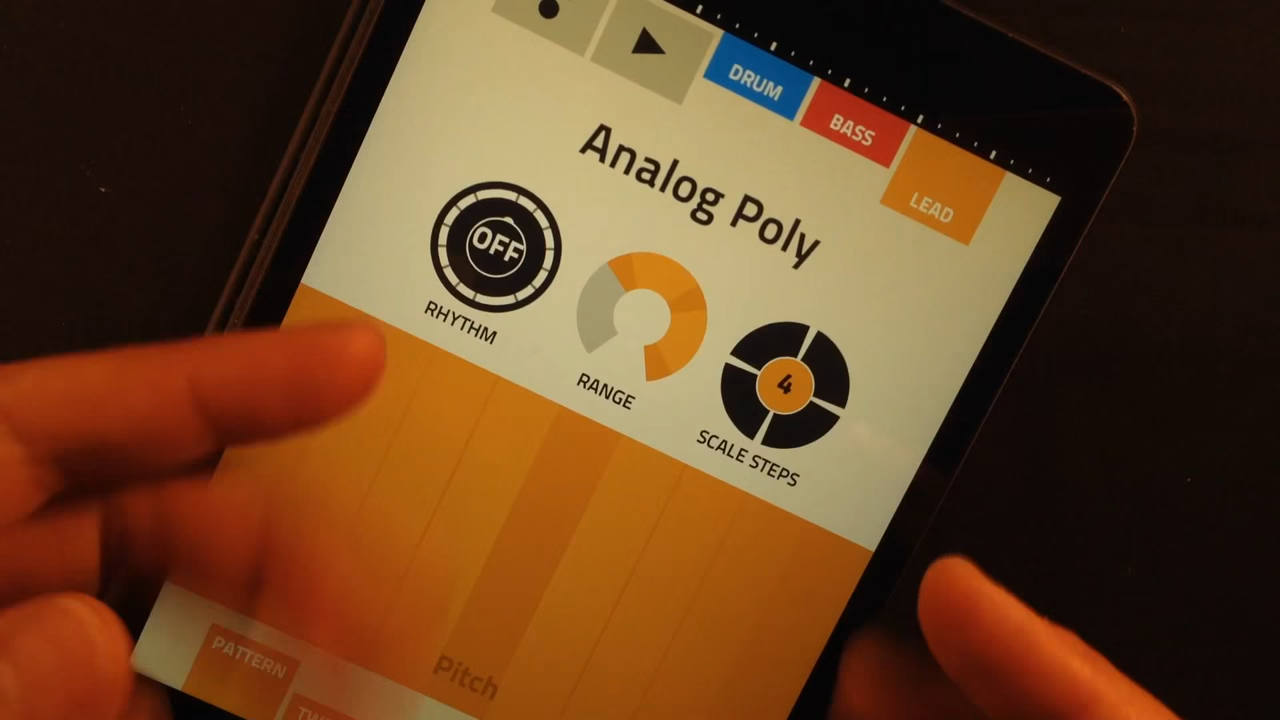 DRUM
BASS
LEAD
Analog Poly
OFF
RHYTHM
RANGE
4
SCALE STEPS
Pitch
PATTERN